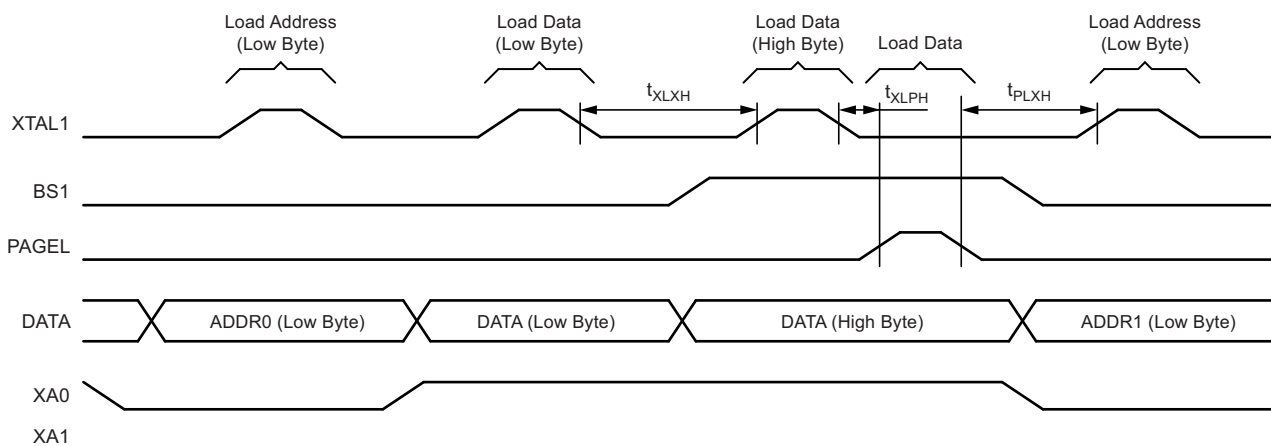 Load Address
(Low Byte)
Load Data
(Low Byte)
Load Data
(High Byte)
Load Data
Load Address
(Low Byte)
tXLXH
tXLPH
tPLXH
XTAL1
BS1
PAGEL
DATA
ADDR0 (Low Byte)
DATA (Low Byte)
DATA (High Byte)
ADDR1 (Low Byte)
XA0
XA1